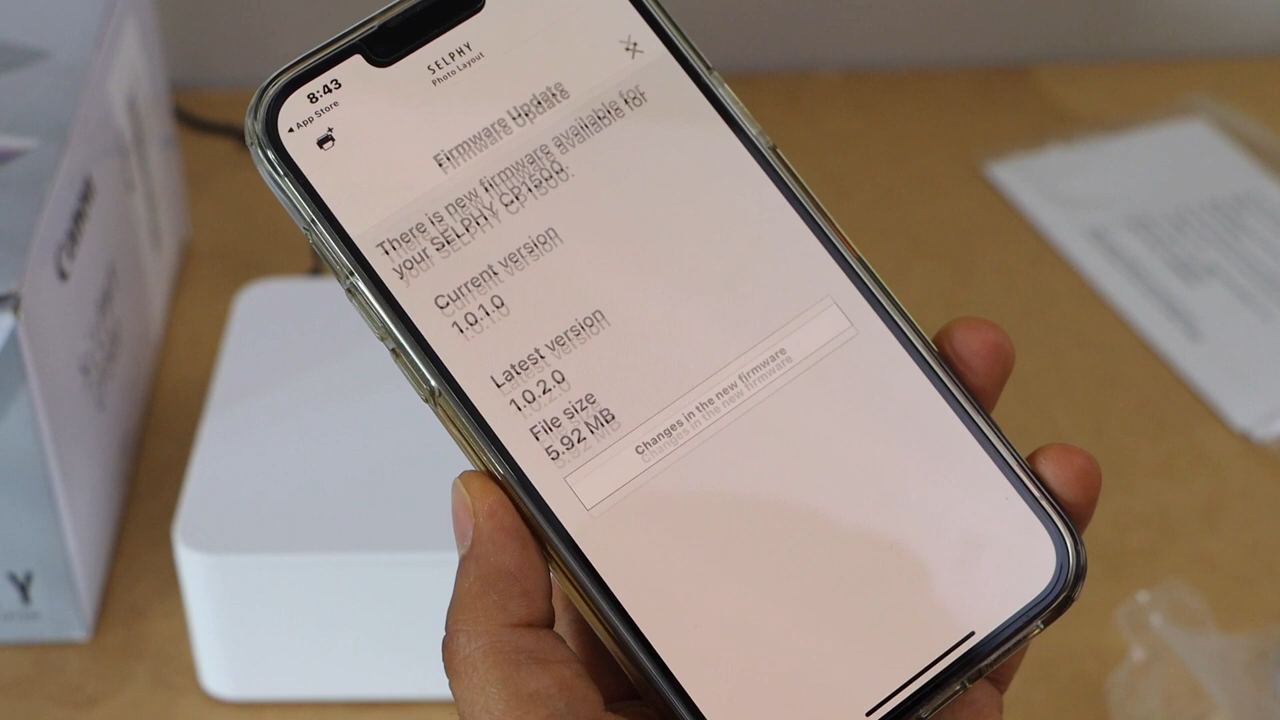 8:43
App Store
SELPHY
Photo Layout
Firmware Update
There is new firmware available for
your SELPHY CP1500.
Current version
1.0.1.0
Latest version
1.0.2.0
File size
5.92 MB
Changes in the new firmware
Canon
Y